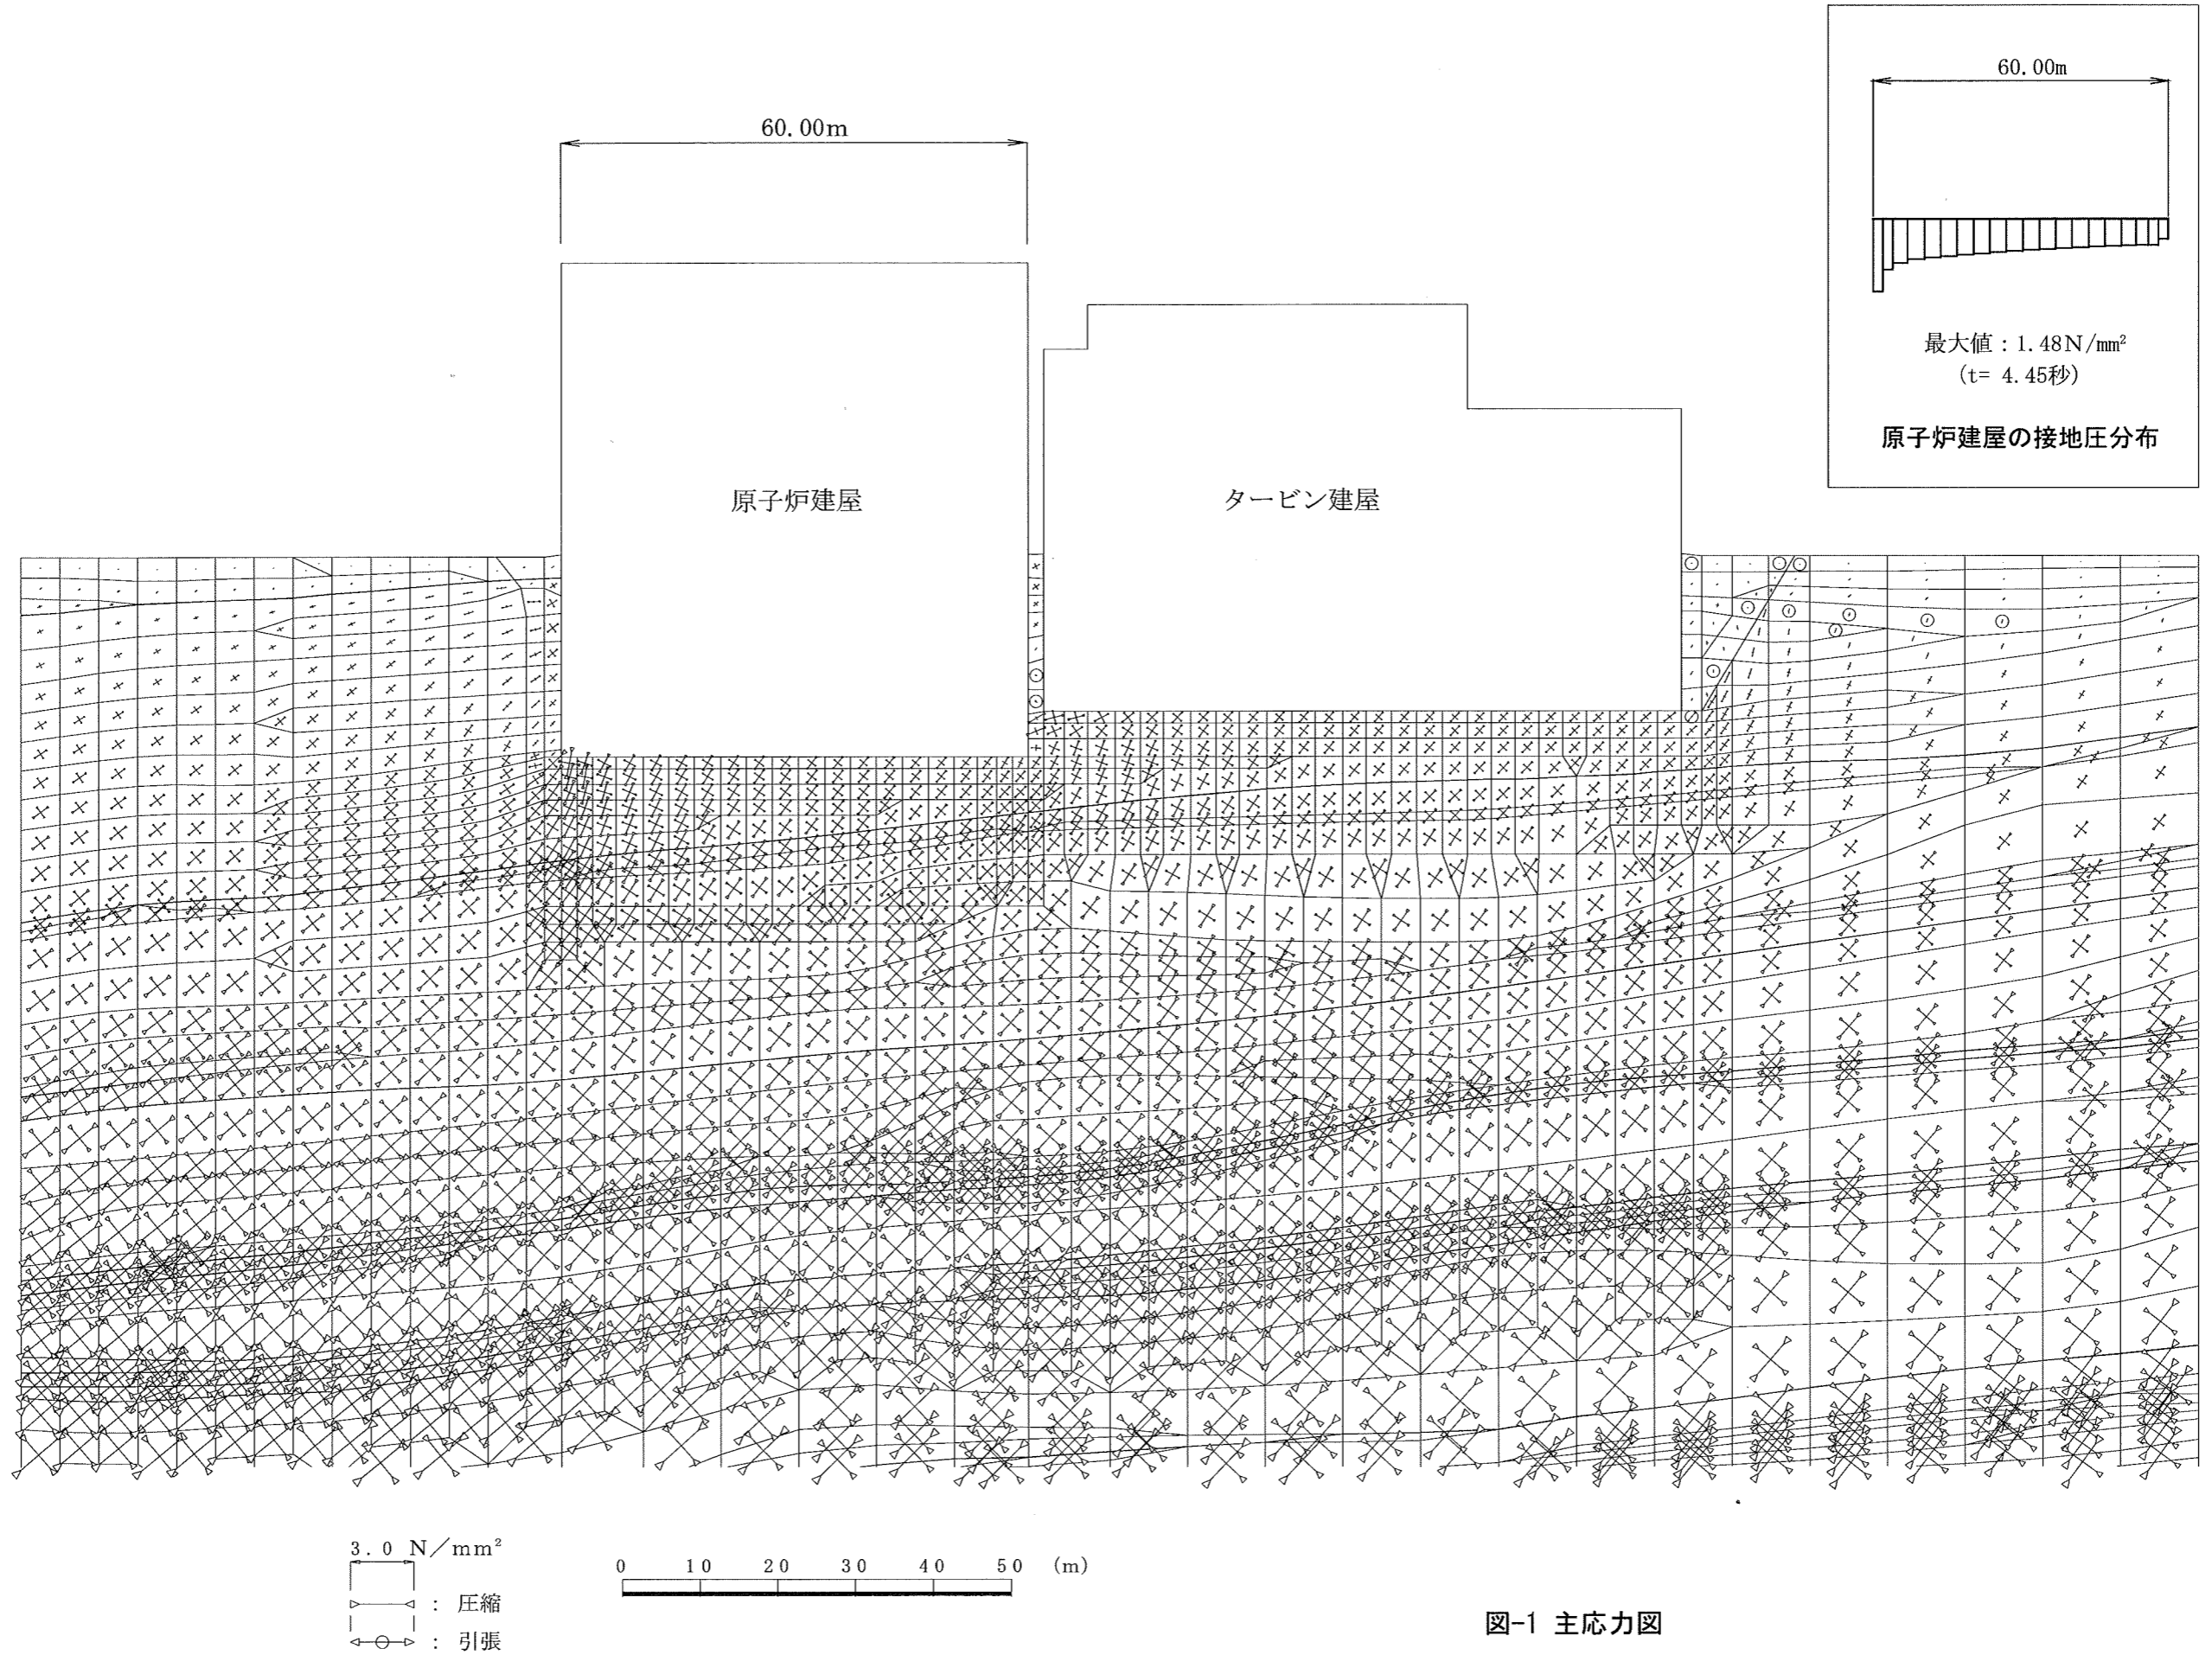 60.00m
60.00m
最大値：1.48N/mm²
(t= 4.45秒)
原子炉建屋の接地圧分布
原子炉建屋
タービン建屋
3.0 N／mm²
： 圧縮
： 引張
0 10 20 30 40 50 (m)
図-1 主応力図